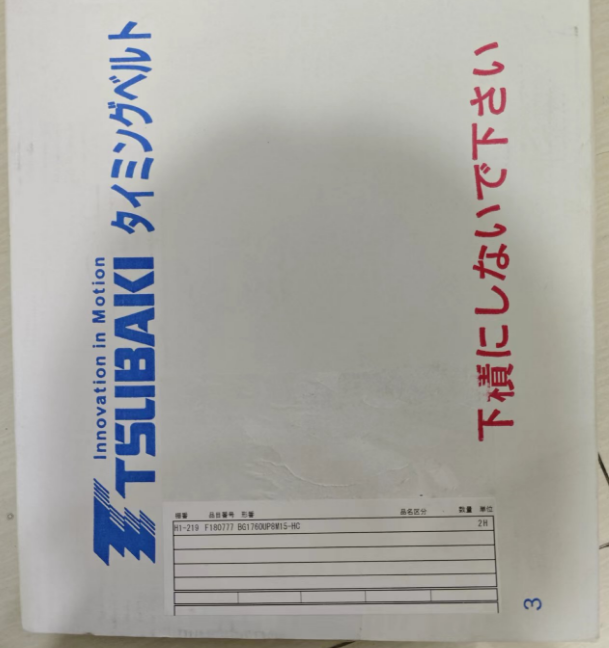 Innovation in Motion
TSUBAKI タイミングベルト
下積にしないで下さい
棚番 品目番号 形番 品名区分 数量 単位
H1-219 F180777 BG1760UP8M15-HC 2H
3